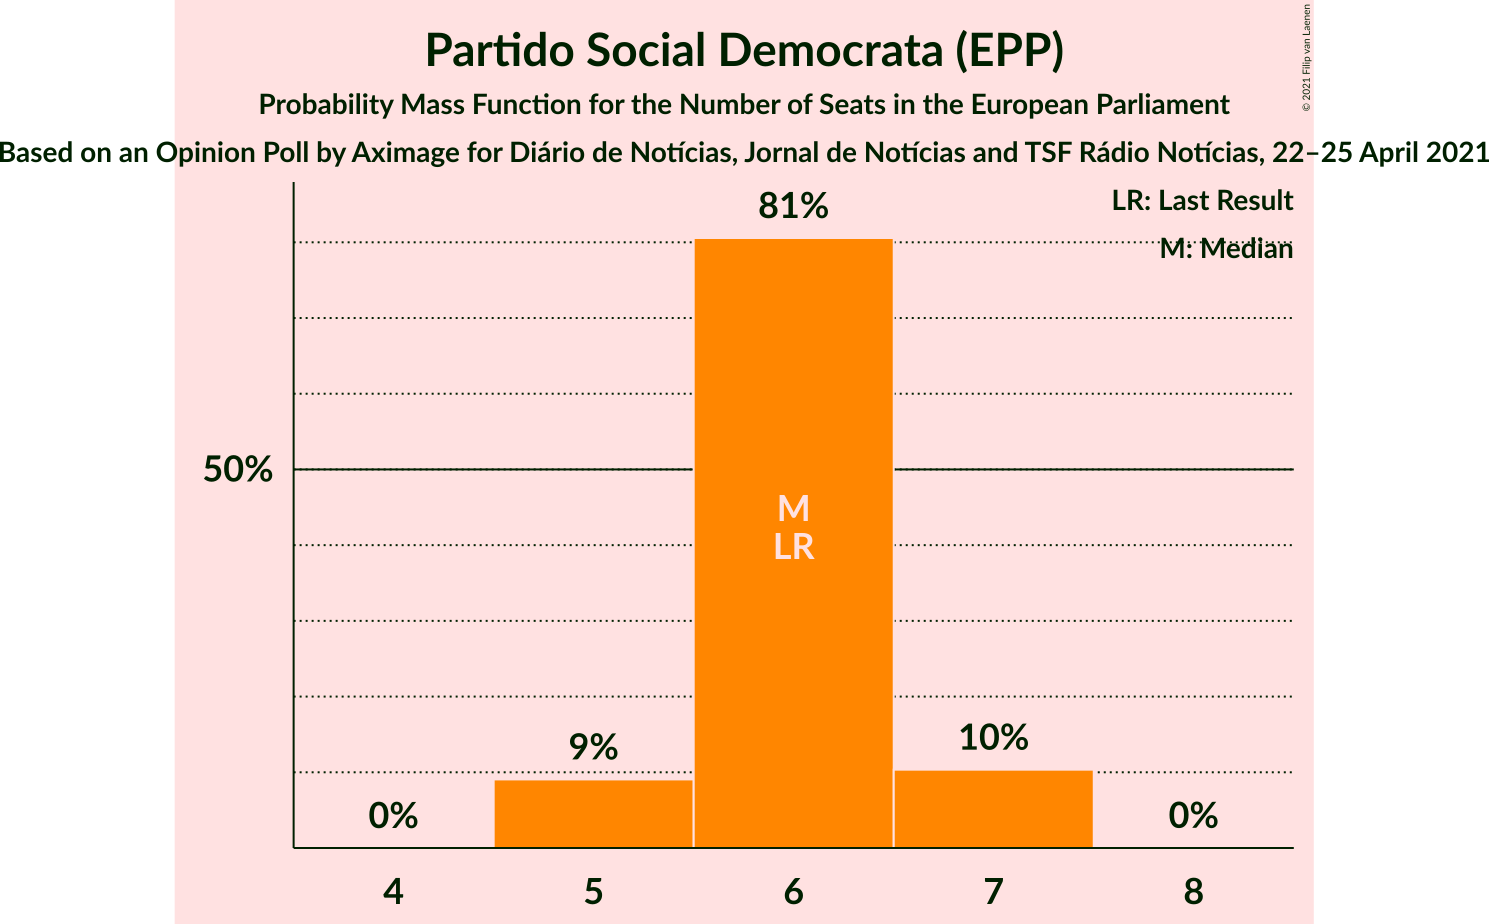 Partido Social Democrata (EPP)
Probability Mass Function for the Number of Seats in the European Parliament
Based on an Opinion Poll by Aximage for Diário de Notícias, Jornal de Notícias and TSF Rádio Notícias, 22–25 April 2021
© 2021 Filip van Laenen
LR: Last Result
M: Median
81%
50%
M
LR
9%
10%
0%
0%
4
5
6
7
8